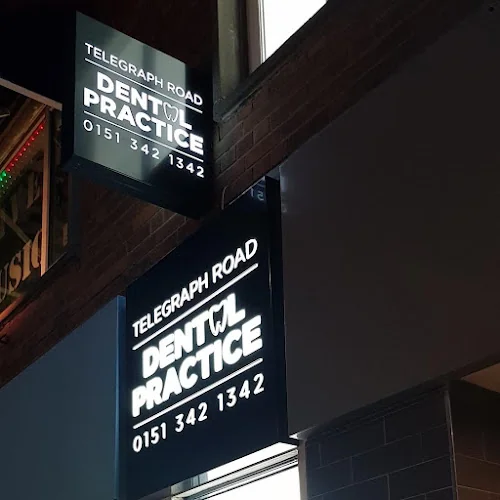 TELEGRAPH ROAD
DENTAL
PRACTICE
0151 342 1342
TELEGRAPH ROAD
DENTAL
PRACTICE
0151 342 1342